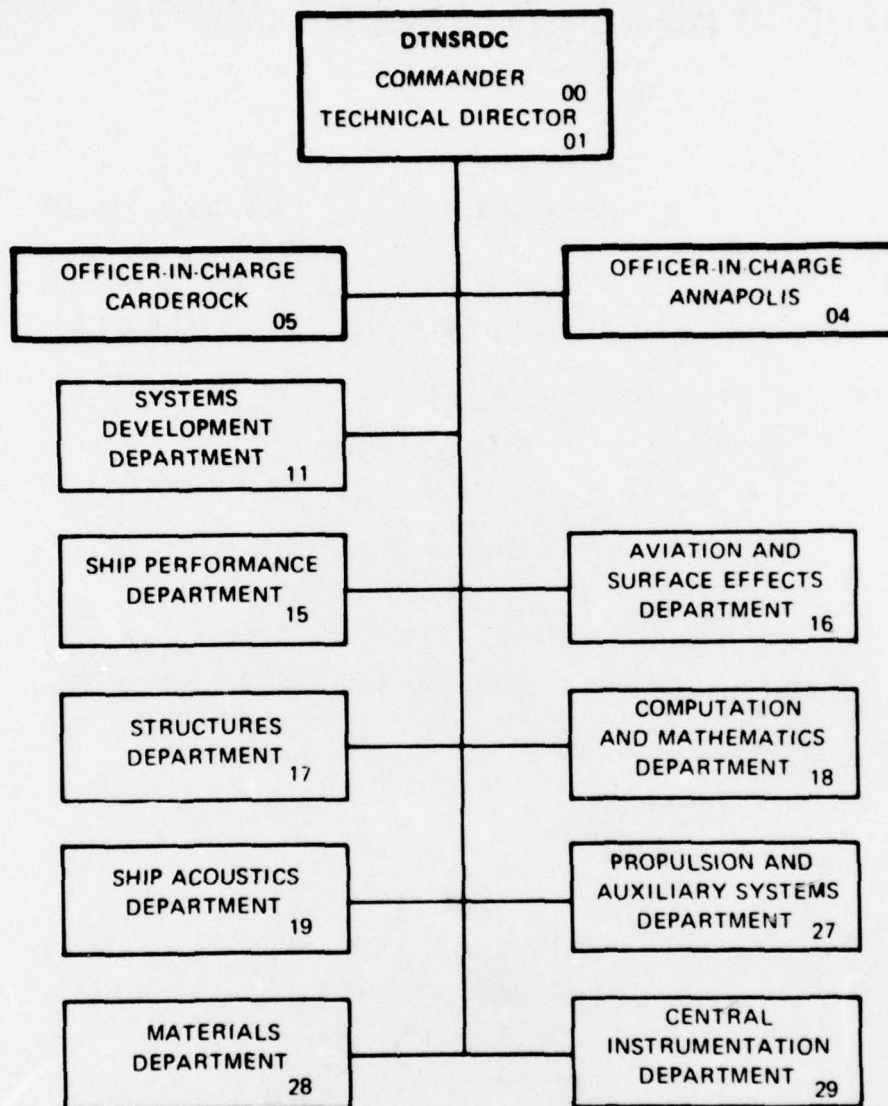 DTNSRDC
COMMANDER
00
TECHNICAL DIRECTOR
01
OFFICER-IN-CHARGE
CARDEROCK
05
OFFICER-IN-CHARGE
ANNAPOLIS
04
SYSTEMS
DEVELOPMENT
DEPARTMENT
11
SHIP PERFORMANCE
DEPARTMENT
15
AVIATION AND
SURFACE EFFECTS
DEPARTMENT
16
STRUCTURES
DEPARTMENT
17
COMPUTATION
AND MATHEMATICS
DEPARTMENT
18
SHIP ACOUSTICS
DEPARTMENT
19
PROPULSION AND
AUXILIARY SYSTEMS
DEPARTMENT
27
MATERIALS
DEPARTMENT
28
CENTRAL
INSTRUMENTATION
DEPARTMENT
29